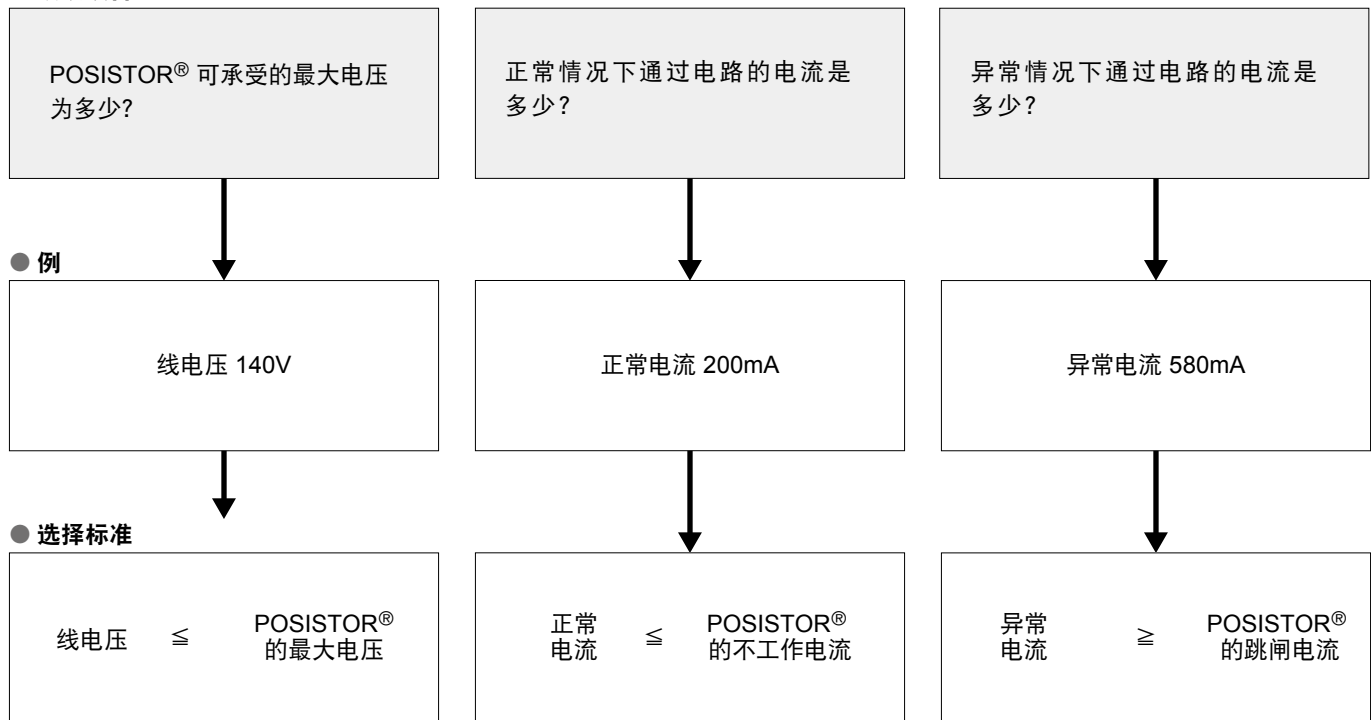 POSISTOR® 可承受的最大电压
为多少？
正常情况下通过电路的电流是
多少？
异常情况下通过电路的电流是
多少？
● 例
线电压 140V
正常电流 200mA
异常电流 580mA
● 选择标准
线电压 ≦ POSISTOR®
的最大电压
正常
电流 ≦ POSISTOR®
的不工作电流
异常
电流 ≧ POSISTOR®
的跳闸电流